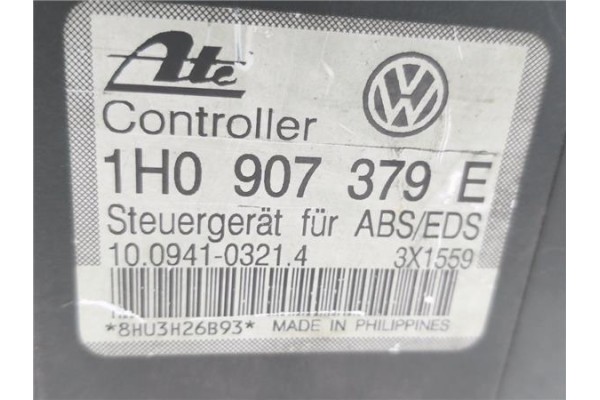 Ate
Controller
1H0 907 379 E
Steuergerät für ABS/EDS
10.0941-0321.4 3X1559
*8HU3H26B93* MADE IN PHILIPPINES